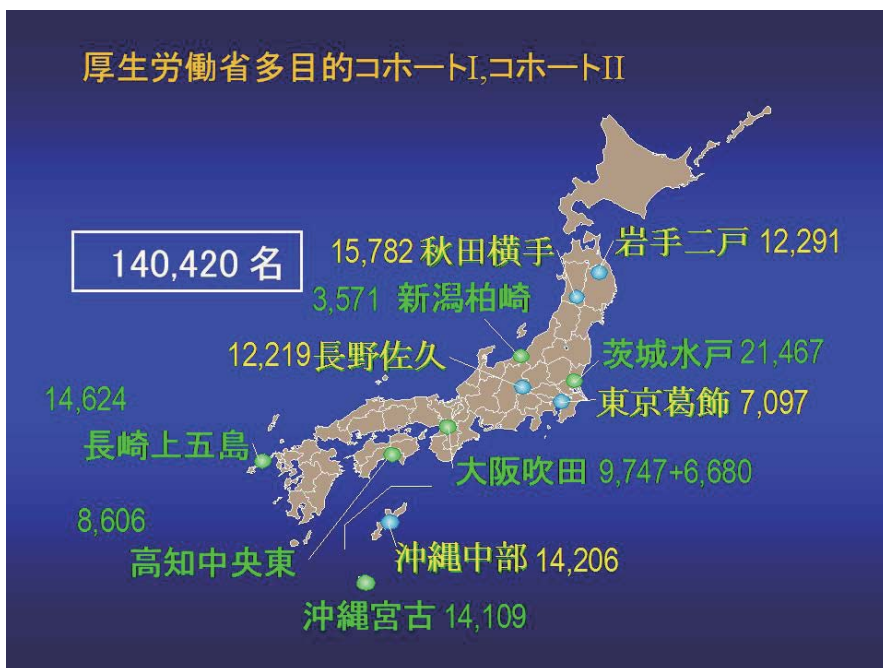 厚生労働省多目的コホートI,コホートII
140,420 名
15,782 秋田横手
岩手二戸 12,291
3,571 新潟柏崎
12,219長野佐久
茨城水戸 21,467
東京葛飾 7,097
14,624
長崎上五島
大阪吹田 9,747+6,680
8,606
高知中央東
沖縄中部 14,206
沖縄宮古 14,109